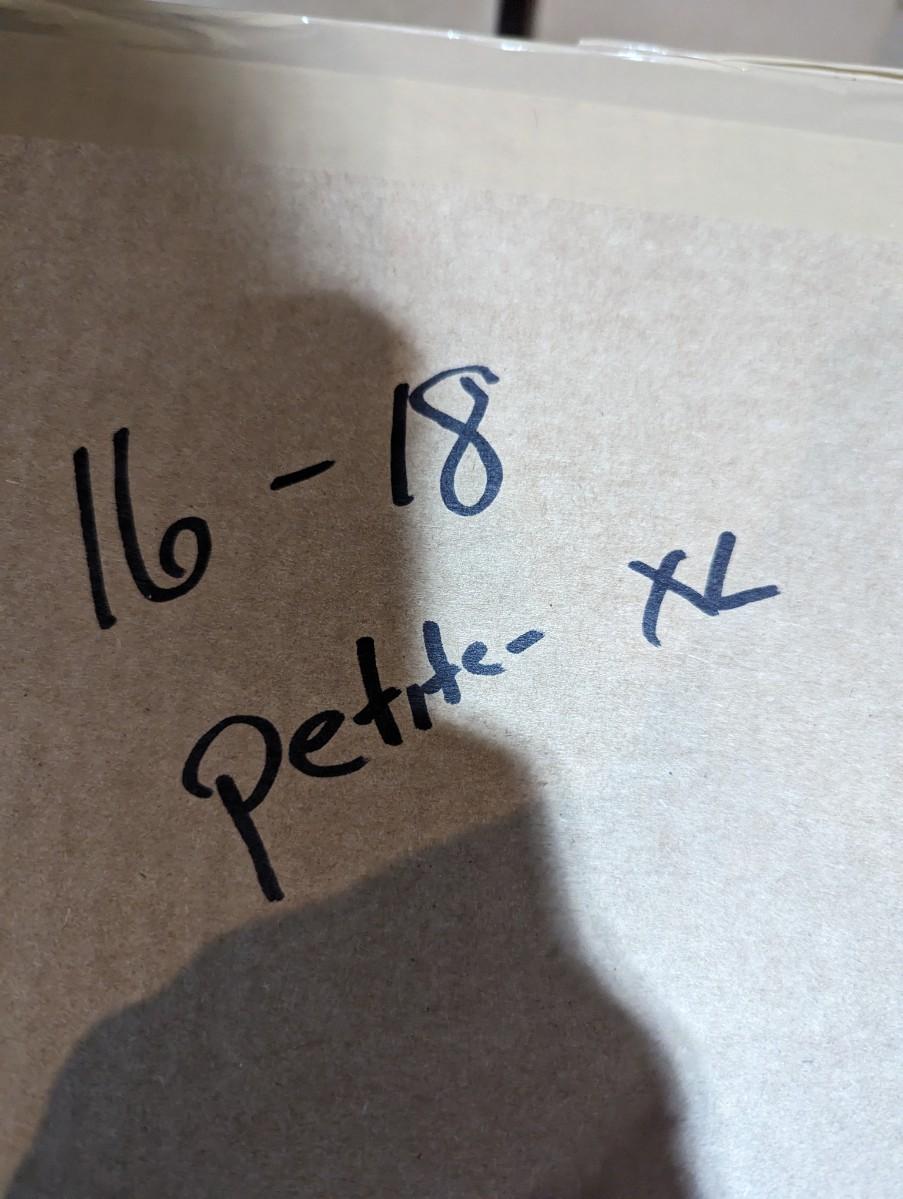 16 - 18
petite- XL